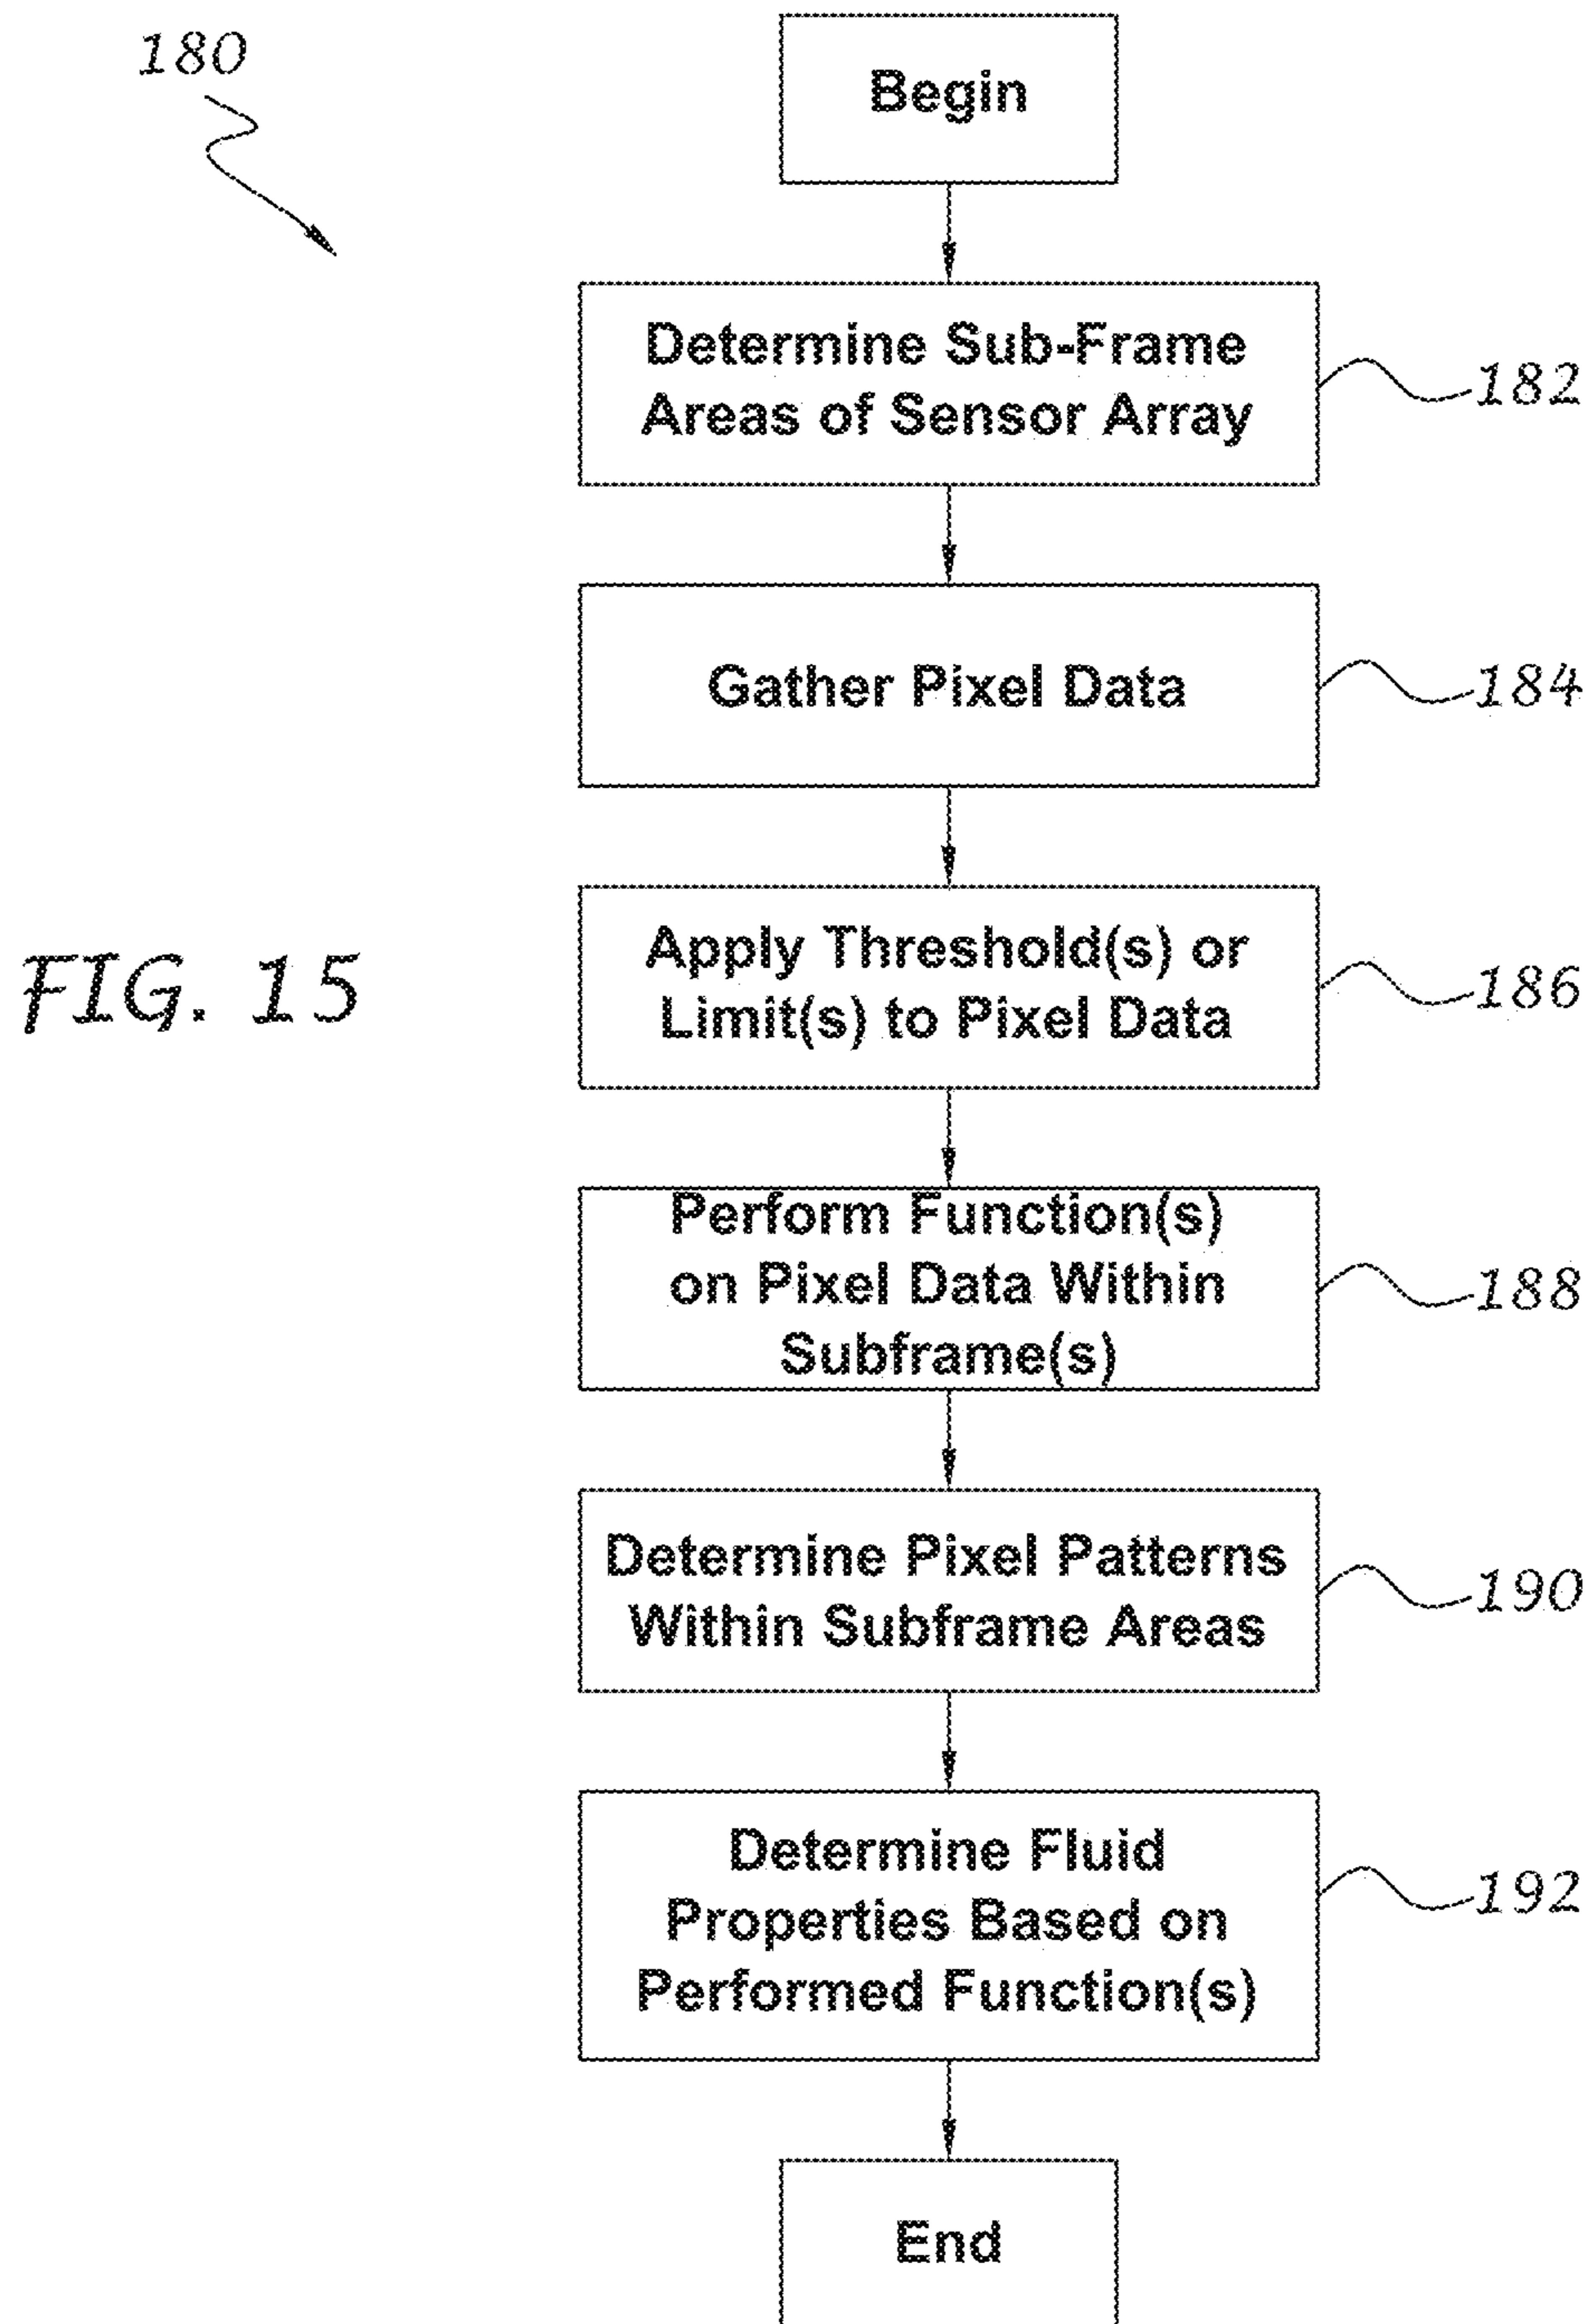 180
Begin
Determine Sub-Frame
Areas of Sensor Array
182
Gather Pixel Data
184
FIG. 15
Apply Threshold(s) or
Limit(s) to Pixel Data
186
Perform Function(s)
on Pixel Data Within
Subframe(s)
188
Determine Pixel Patterns
Within Subframe Areas
190
Determine Fluid
Properties Based on
Performed Function(s)
192
End